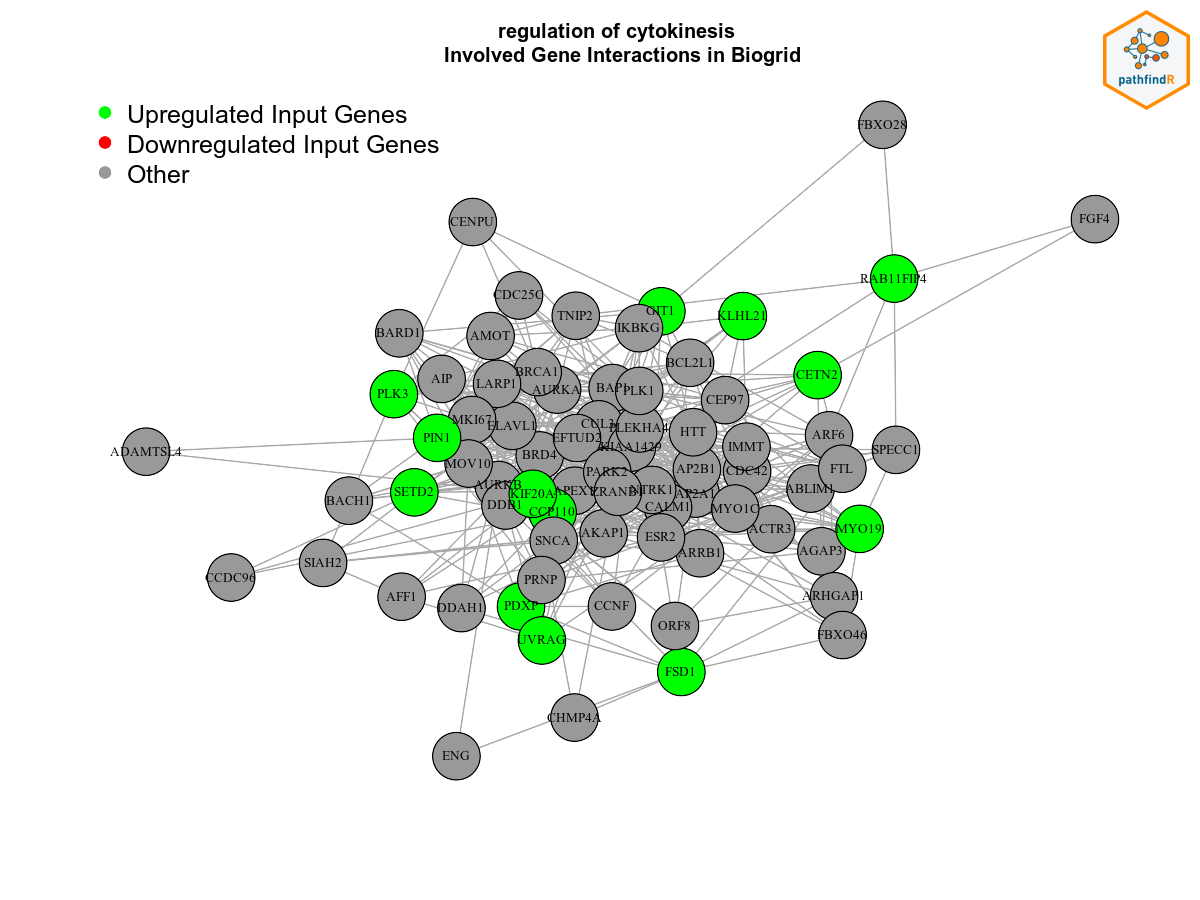 regulation of cytokinesis
Involved Gene Interactions in Biogrid
pathfindR
Upregulated Input Genes
Downregulated Input Genes
Other
FBXO28
FGF4
CENPU
RAB11FIP4
CDC25C
TNIP2
GIT1
IKBKG
KLHL21
BARD1
AMOT
BCL2L1
CETN2
AIP
BRCA1
LARP1
AURKA
BAP1
PLK1
PLK3
CEP97
MKI67
ELAVL1
CUL3
PLEKHA4
HTT
ARF6
PIN1
EFTUD2
KIAA1429
IMMT
SPECC1
ADAMTSL4
MOV10
BRD4
PARK2
AP2B1
CDC42
FTL
SETD2
AURKB
KIF20A
APEX1
ZRANB1
NTRK1
AP2A1
ABLIM1
BACH1
DDB1
CCP110
CALM1
MYO1C
SNCA
AKAP1
ESR2
ACTR3
MYO19
SIAH2
ARRB1
AGAP3
CCDC96
PRNP
AFF1
DDAH1
PDXP
CCNF
ARHGAP1
ORF8
FBXO46
UVRAG
FSD1
CHMP4A
ENG